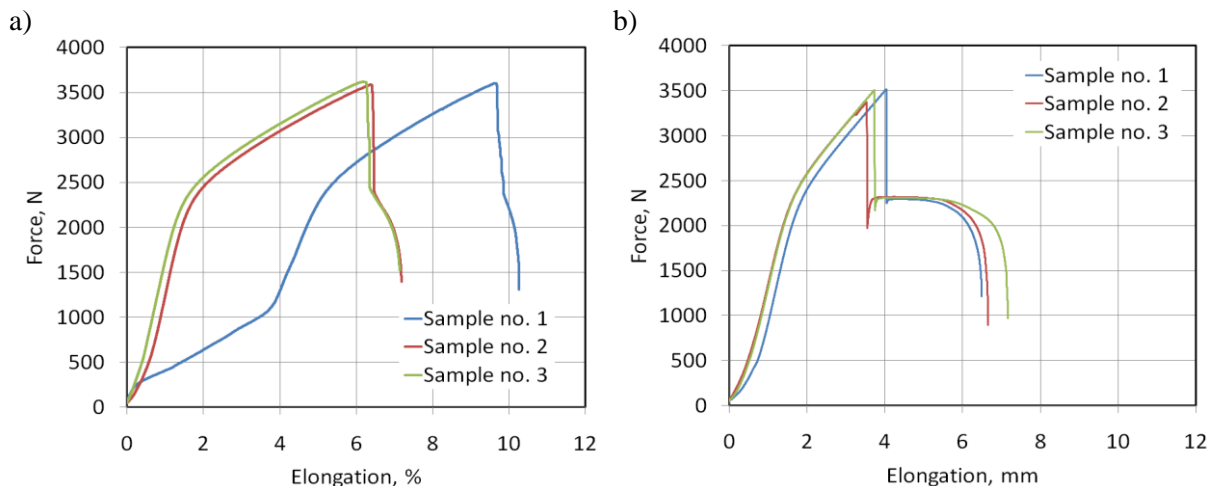 a)
4000
3500
3000
2500
2000
1500
1000
500
0
Force, N
0 2 4 6 8 10 12
Elongation, %
Sample no. 1
Sample no. 2
Sample no. 3
b)
4000
3500
3000
2500
2000
1500
1000
500
0
Force, N
0 2 4 6 8 10 12
Elongation, mm
Sample no. 1
Sample no. 2
Sample no. 3